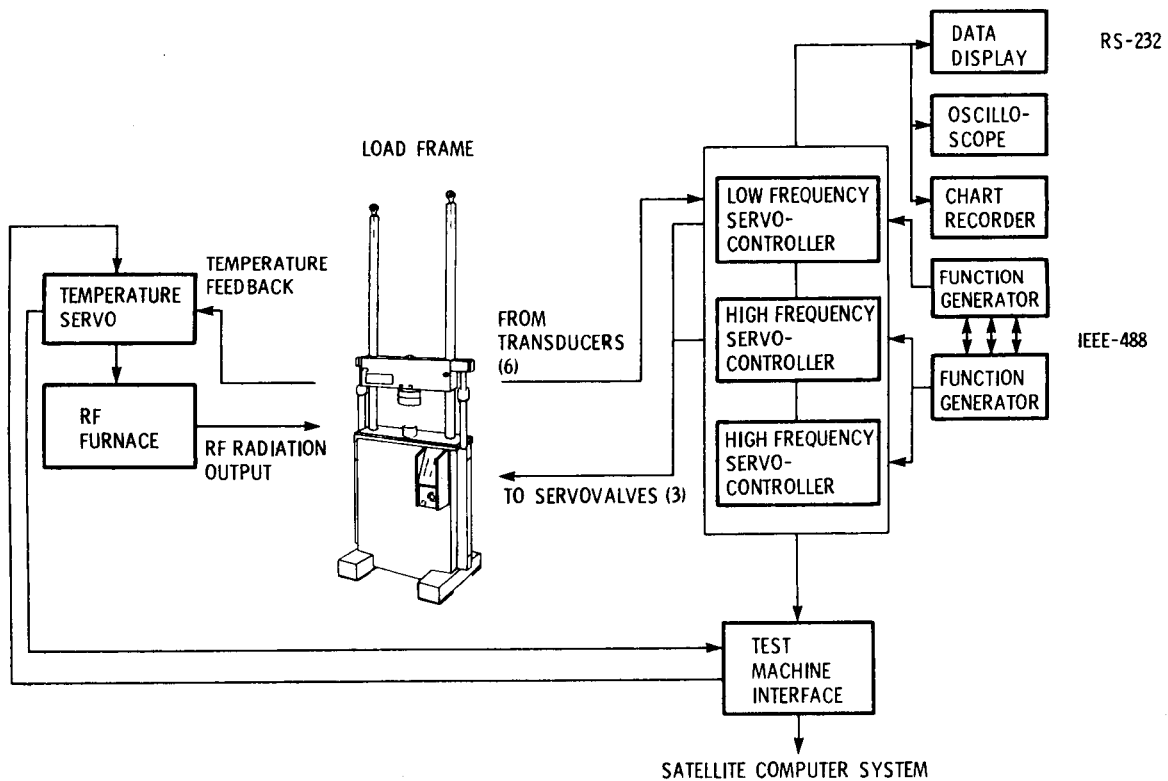 DATA
DISPLAY
RS-232
OSCILLO-
SCOPE
CHART
RECORDER
LOAD FRAME
LOW FREQUENCY
SERVO-
CONTROLLER
TEMPERATURE
FEEDBACK
TEMPERATURE
SERVO
FUNCTION
GENERATOR
FROM
TRANSDUCERS
(6)
HIGH FREQUENCY
SERVO-
CONTROLLER
IEEE-488
FUNCTION
GENERATOR
RF
FURNACE
RF RADIATION
OUTPUT
HIGH FREQUENCY
SERVO-
CONTROLLER
TO SERVOVALVES (3)
TEST
MACHINE
INTERFACE
SATELLITE COMPUTER SYSTEM